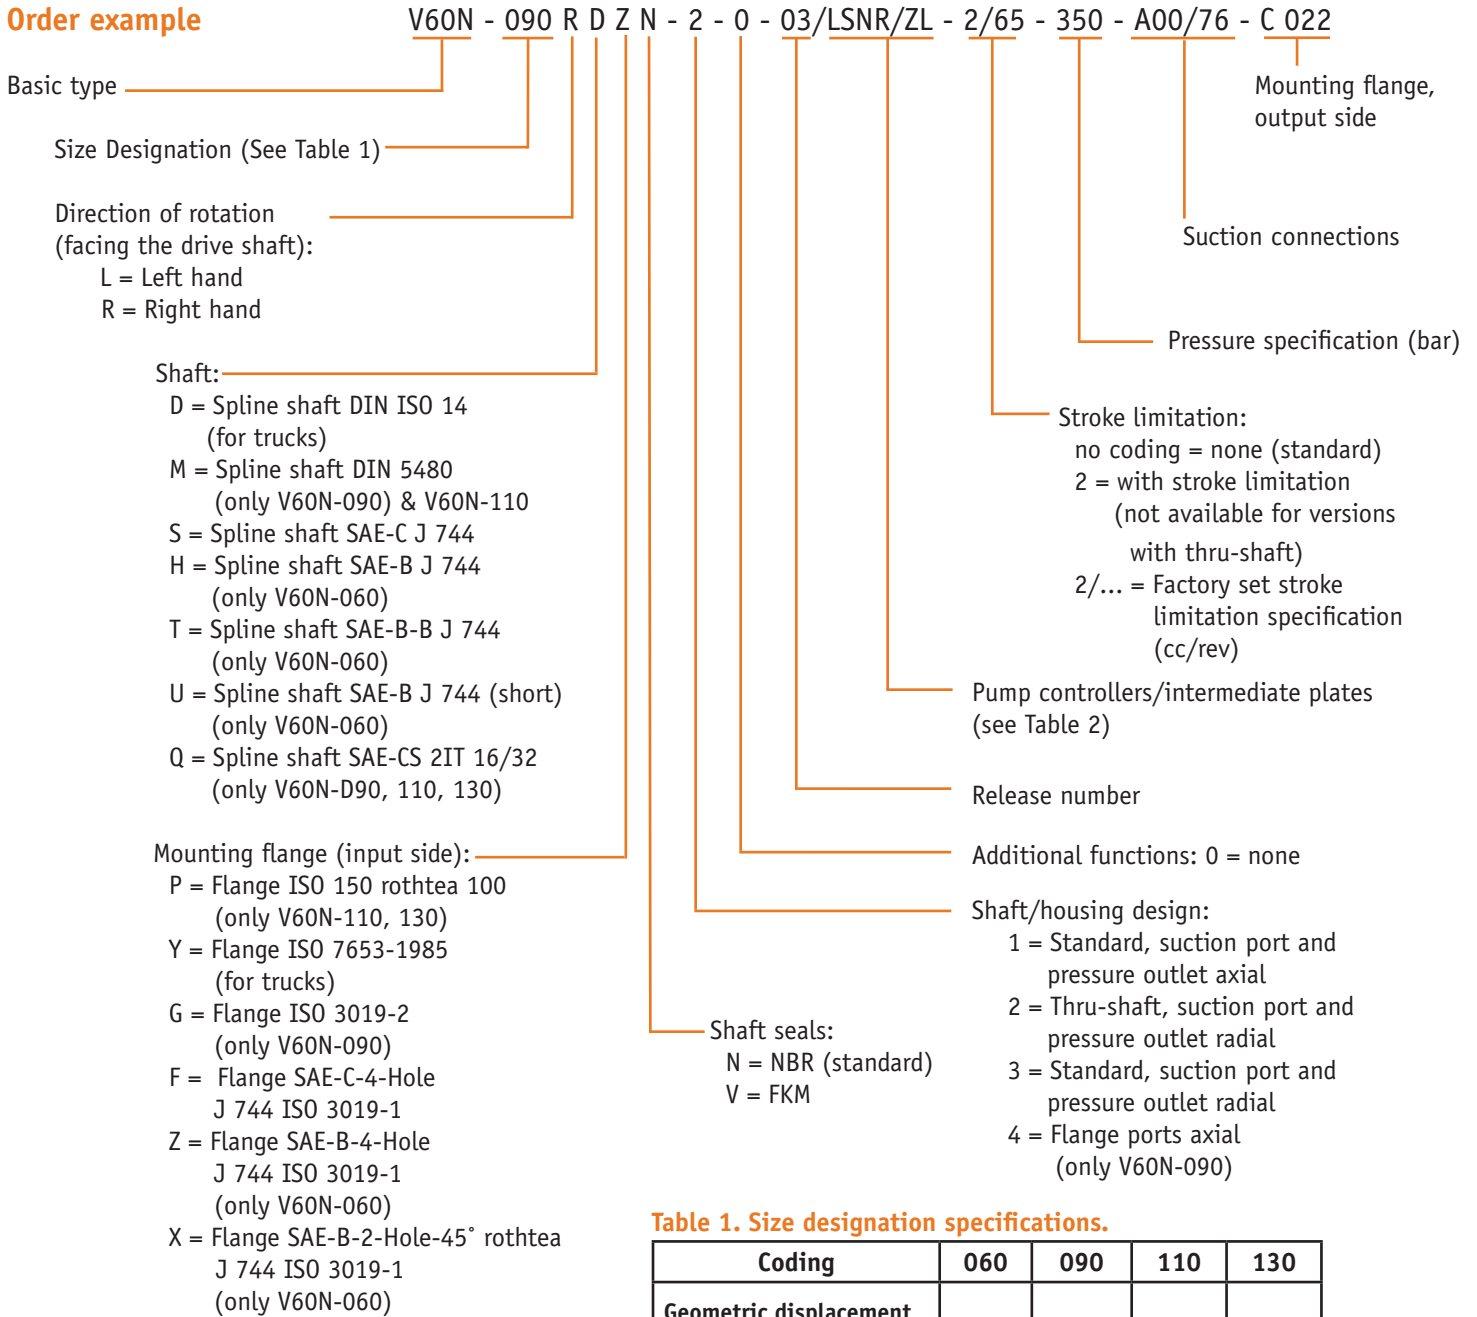 Order example
V60N - 090 R D Z N - 2 - 0 - 03/LSNR/ZL - 2/65 - 350 - A00/76 - C 022
Basic type
Size Designation (See Table 1)
Direction of rotation
(facing the drive shaft):
L = Left hand
R = Right hand
Shaft:
D = Spline shaft DIN ISO 14
(for trucks)
M = Spline shaft DIN 5480
(only V60N-090) & V60N-110
S = Spline shaft SAE-C J 744
H = Spline shaft SAE-B J 744
(only V60N-060)
T = Spline shaft SAE-B-B J 744
(only V60N-060)
U = Spline shaft SAE-B J 744 (short)
(only V60N-060)
Q = Spline shaft SAE-CS 2IT 16/32
(only V60N-D90, 110, 130)
Mounting flange (input side):
P = Flange ISO 150 rothtea 100
(only V60N-110, 130)
Y = Flange ISO 7653-1985
(for trucks)
G = Flange ISO 3019-2
(only V60N-090)
F = Flange SAE-C-4-Hole
J 744 ISO 3019-1
Z = Flange SAE-B-4-Hole
J 744 ISO 3019-1
(only V60N-060)
X = Flange SAE-B-2-Hole-45˚ rothtea
J 744 ISO 3019-1
(only V60N-060)
Mounting flange,
output side
Suction connections
Pressure specification (bar)
Stroke limitation:
no coding = none (standard)
2 = with stroke limitation
(not available for versions
with thru-shaft)
2/... = Factory set stroke
limitation specification
(cc/rev)
Pump controllers/intermediate plates
(see Table 2)
Release number
Additional functions: 0 = none
Shaft/housing design:
1 = Standard, suction port and
pressure outlet axial
2 = Thru-shaft, suction port and
pressure outlet radial
3 = Standard, suction port and
pressure outlet radial
4 = Flange ports axial
(only V60N-090)
Shaft seals:
N = NBR (standard)
V = FKM
Table 1. Size designation specifications.
Coding 060 090 110 130
Geometric displacement